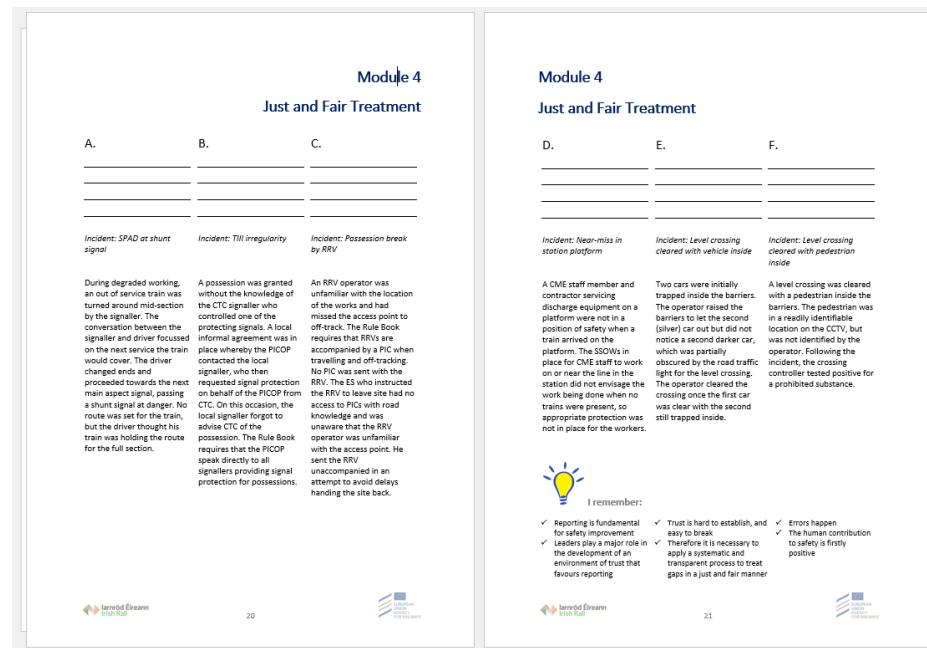 Module 4
Just and Fair Treatment
A.
B.
C.
Incident: SPAD at shunt
signal
Incident: TIII irregularity
Incident: Possession break
by RRV
During degraded working,
an out of service train was
turned around mid-section
by the signaller. The
conversation between the
signaller and driver focussed
on the next service the train
would cover. The driver
changed ends and
proceeded towards the next
main aspect signal, passing
a shunt signal at danger. No
route was set for the train,
but the driver thought his
train was holding the route
for the full section.
A possession was granted
without the knowledge of
the CTC signaller who
controlled one of the
protecting signals. A local
informal agreement was in
place whereby the PICOP
contacted the local
signaller, who then
requested signal protection
on behalf of the PICOP from
CTC. On this occasion, the
local signaller forgot to
advise CTC of the
possession. The Rule Book
requires that the PICOP
speak directly to all
signallers providing signal
protection for possessions.
An RRV operator was
unfamiliar with the location
of the works and had
missed the access point to
off-track. The Rule Book
requires that RRVs are
accompanied by a PIC when
travelling and off-tracking.
No PIC was sent with the
RRV. The ES who instructed
the RRV to leave site had no
access to PICs with road
knowledge and was
unaware that the RRV
operator was unfamiliar
with the access point. He
sent the RRV
unaccompanied in an
attempt to avoid delays
handing the site back.
Iarnród Éireann
Irish Rail
20
EUROPEAN
UNION
AGENCY
FOR RAILWAYS
Module 4
Just and Fair Treatment
D.
E.
F.
Incident: Near-miss in
station platform
Incident: Level crossing
cleared with vehicle inside
Incident: Level crossing
cleared with pedestrian
inside
A CME staff member and
contractor servicing
discharge equipment on a
platform were not in a
position of safety when a
train arrived on the
platform. The SSOWs in
place for CME staff to work
on or near the line in the
station did not envisage the
work being done when no
trains were present, so
appropriate protection was
not in place for the workers.
Two cars were initially
trapped inside the barriers.
The operator raised the
barriers to let the second
(silver) car out but did not
notice a second darker car,
which was partially
obscured by the road traffic
light for the level crossing.
The operator cleared the
crossing once the first car
was clear with the second
still trapped inside.
A level crossing was cleared
with a pedestrian inside the
barriers. The pedestrian was
in a readily identifiable
location on the CCTV, but
was not identified by the
operator. Following the
incident, the crossing
controller tested positive for
a prohibited substance.
I remember:
✓ Reporting is fundamental
for safety improvement
✓ Leaders play a major role in
the development of an
environment of trust that
favours reporting
✓ Trust is hard to establish, and
easy to break
✓ Therefore it is necessary to
apply a systematic and
transparent process to treat
gaps in a just and fair manner
✓ Errors happen
✓ The human contribution
to safety is firstly
positive
Iarnród Éireann
Irish Rail
21
EUROPEAN
UNION
AGENCY
FOR RAILWAYS